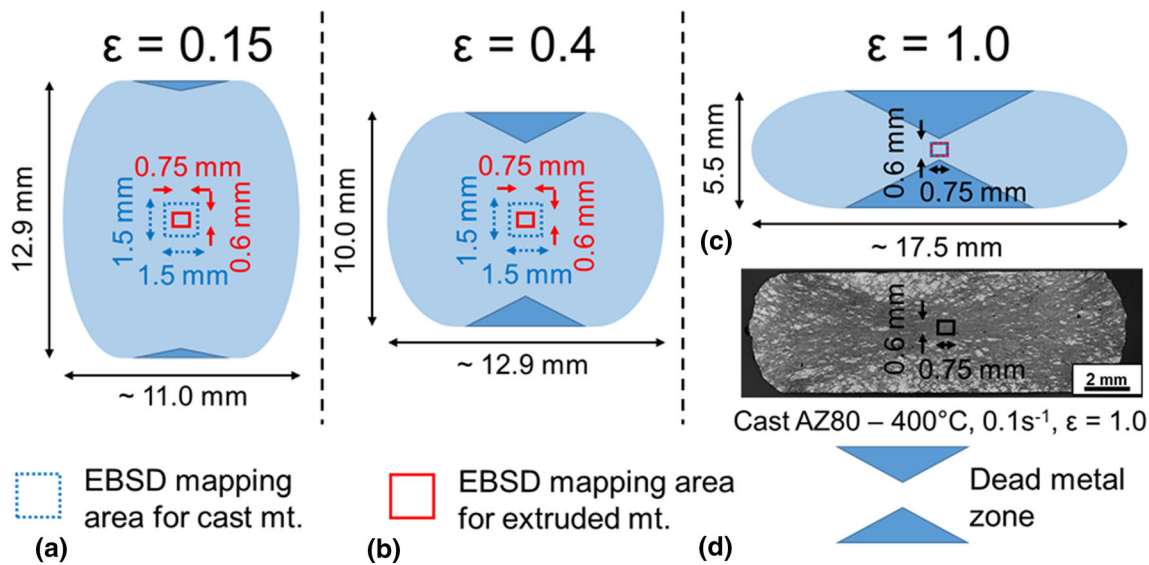 ε = 0.15
12.9 mm
0.75 mm
1.5 mm
0.6 mm
1.5 mm
~ 11.0 mm
ε = 0.4
10.0 mm
0.75 mm
1.5 mm
0.6 mm
1.5 mm
~ 12.9 mm
ε = 1.0
5.5 mm
0.6 mm
0.75 mm
(c)
~ 17.5 mm
0.6 mm
0.75 mm
2 mm
Cast AZ80 – 400°C, 0.1s⁻¹, ε = 1.0
EBSD mapping
area for cast mt.
(a)
EBSD mapping area
for extruded mt.
(b)
Dead metal
zone
(d)